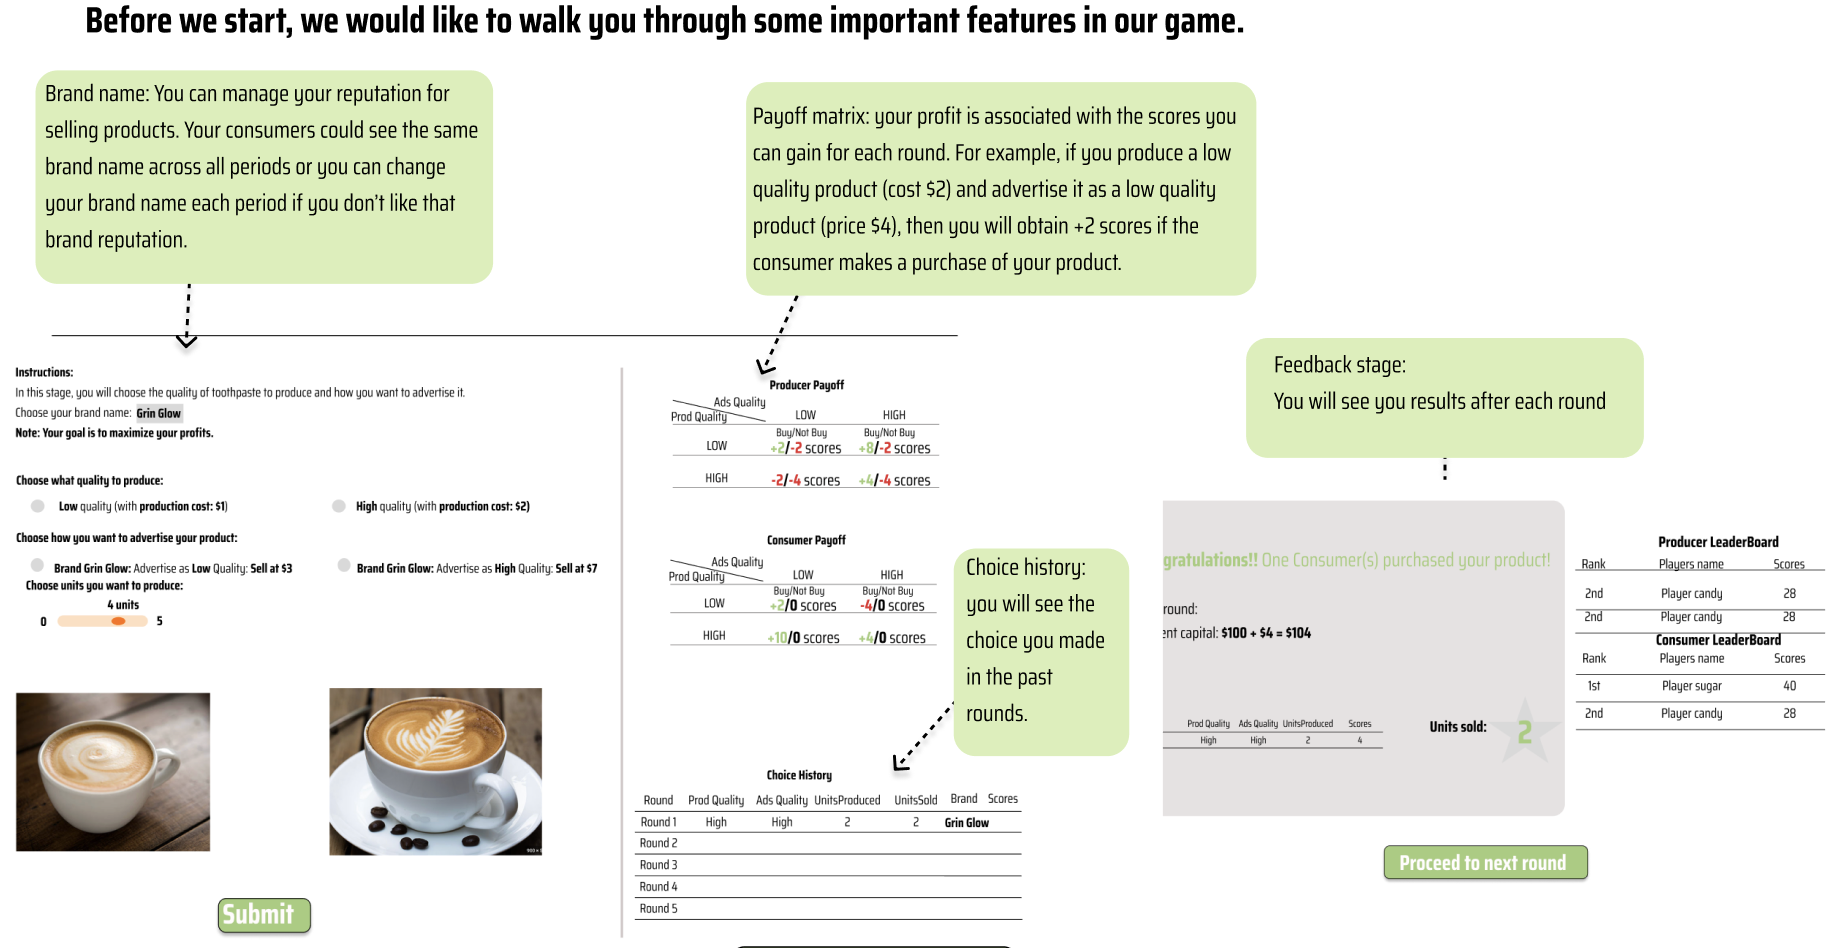 Before we start, we would like to walk you through some important features in our game.
Brand name: You can manage your reputation for
selling products. Your consumers could see the same
brand name across all periods or you can change
your brand name each period if you don't like that
brand reputation.
Payoff matrix: your profit is associated with the scores you
can gain for each round. For example, if you produce a low
quality product (cost $2) and advertise it as a low quality
product (price $4), then you will obtain +2 scores if the
consumer makes a purchase of your product.
Feedback stage:
You will see you results after each round
Instructions:
In this stage, you will choose the quality of toothpaste to produce and how you want to advertise it.
Choose your brand name: Grin Glow
Note: Your goal is to maximize your profits.
Choose what quality to produce:
Low quality (with production cost: $1)
High quality (with production cost: $2)
Choose how you want to advertise your product:
Brand Grin Glow: Advertise as Low Quality: Sell at $3
Brand Grin Glow: Advertise as High Quality: Sell at $7
Choose units you want to produce:
4 units
0 5
Submit
Producer Payoff
Ads Quality
Prod Quality LOW HIGH
Buy/Not Buy Buy/Not Buy
LOW +2/-2 scores +8/-2 scores
HIGH -2/-4 scores +4/-4 scores
Consumer Payoff
Ads Quality
Prod Quality LOW HIGH
Buy/Not Buy Buy/Not Buy
LOW +2/0 scores -4/0 scores
HIGH +10/0 scores +4/0 scores
Choice history:
you will see the
choice you made
in the past
rounds.
Choice History
Round Prod Quality Ads Quality UnitsProduced UnitsSold Brand Scores
Round 1 High High 2 2 Grin Glow
Round 2
Round 3
Round 4
Round 5
gratulations!! One Consumer(s) purchased your product!
round:
ent capital: $100 + $4 = $104
Prod Quality Ads Quality UnitsProduced Scores
High High 2 4
Units sold: 2
Producer LeaderBoard
Rank Players name Scores
2nd Player candy 28
2nd Player candy 28
Consumer LeaderBoard
Rank Players name Scores
1st Player sugar 40
2nd Player candy 28
Proceed to next round